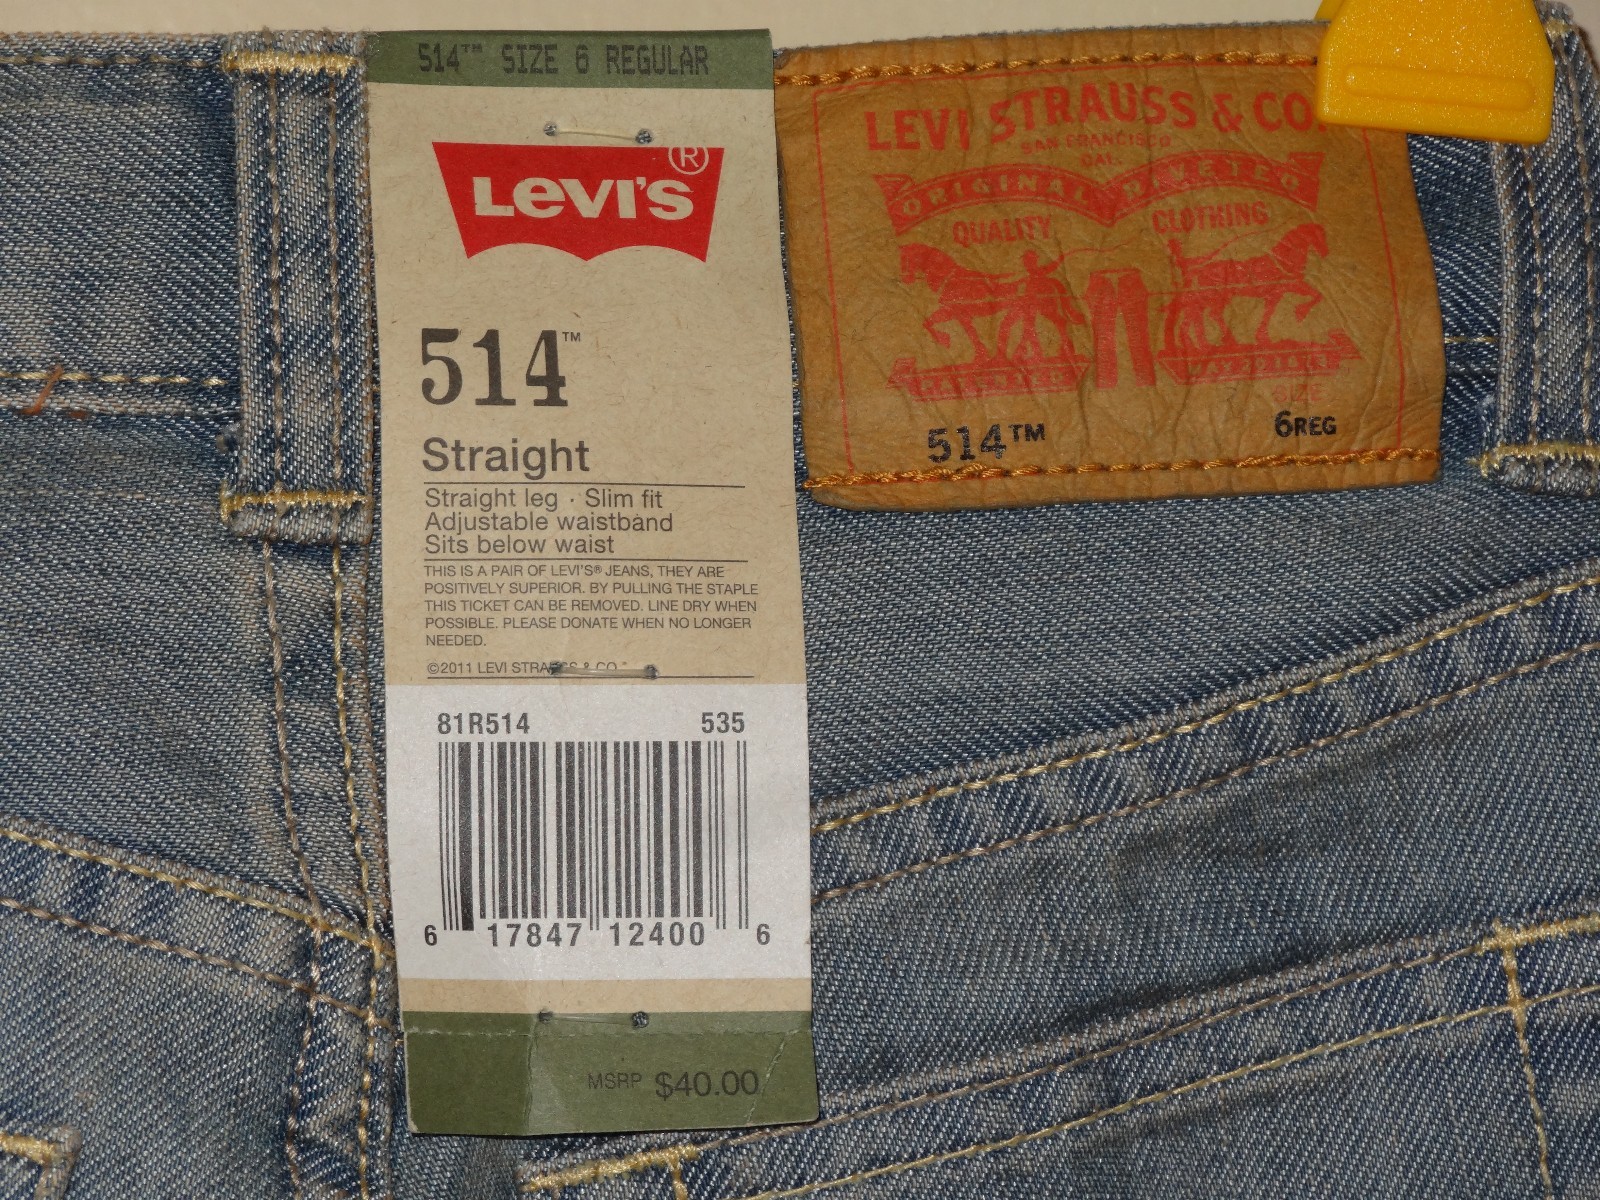 514™ SIZE 6 REGULAR
LEVI'S®
514™
Straight
Straight leg · Slim fit
Adjustable waistband
Sits below waist
THIS IS A PAIR OF LEVI'S® JEANS, THEY ARE
POSITIVELY SUPERIOR. BY PULLING THE STAPLE
THIS TICKET CAN BE REMOVED. LINE DRY WHEN
POSSIBLE. PLEASE DONATE WHEN NO LONGER
NEEDED.
©2011 LEVI STRAUSS & CO.
81R514 535
6 17847 12400 6
MSRP $40.00
LEVI STRAUSS & CO.
SAN FRANCISCO
CAL.
ORIGINAL RIVETED
QUALITY CLOTHING
SIZE
514™ 6REG